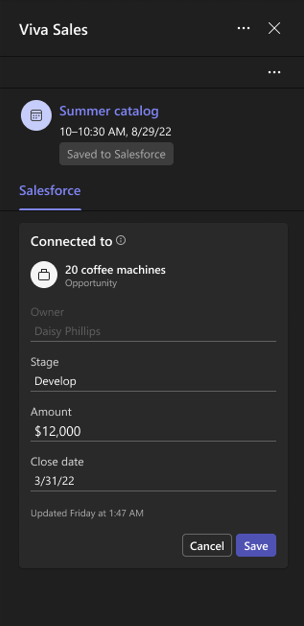 Viva Sales
Summer catalog
10–10:30 AM, 8/29/22
Saved to Salesforce
Salesforce
Connected to
20 coffee machines
Opportunity
Owner
Daisy Phillips
Stage
Develop
Amount
$12,000
Close date
3/31/22
Updated Friday at 1:47 AM
Cancel Save